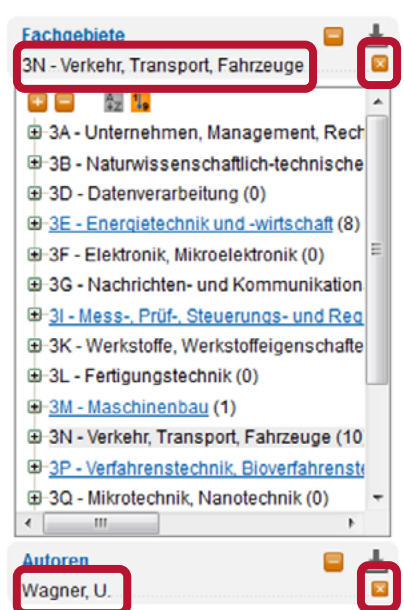 Fachgebiete
3N - Verkehr, Transport, Fahrzeuge
3A - Unternehmen, Management, Rech
3B - Naturwissenschaftlich-technische
3D - Datenverarbeitung (0)
3E - Energietechnik und -wirtschaft (8)
3F - Elektronik, Mikroelektronik (0)
3G - Nachrichten- und Kommunikation
3I - Mess-, Prüf-, Steuerungs- und Reg
3K - Werkstoffe, Werkstoffeigenschafte
3L - Fertigungstechnik (0)
3M - Maschinenbau (1)
3N - Verkehr, Transport, Fahrzeuge (10
3P - Verfahrenstechnik, Bioverfahrenste
3Q - Mikrotechnik, Nanotechnik (0)
Autoren
Wagner, U.